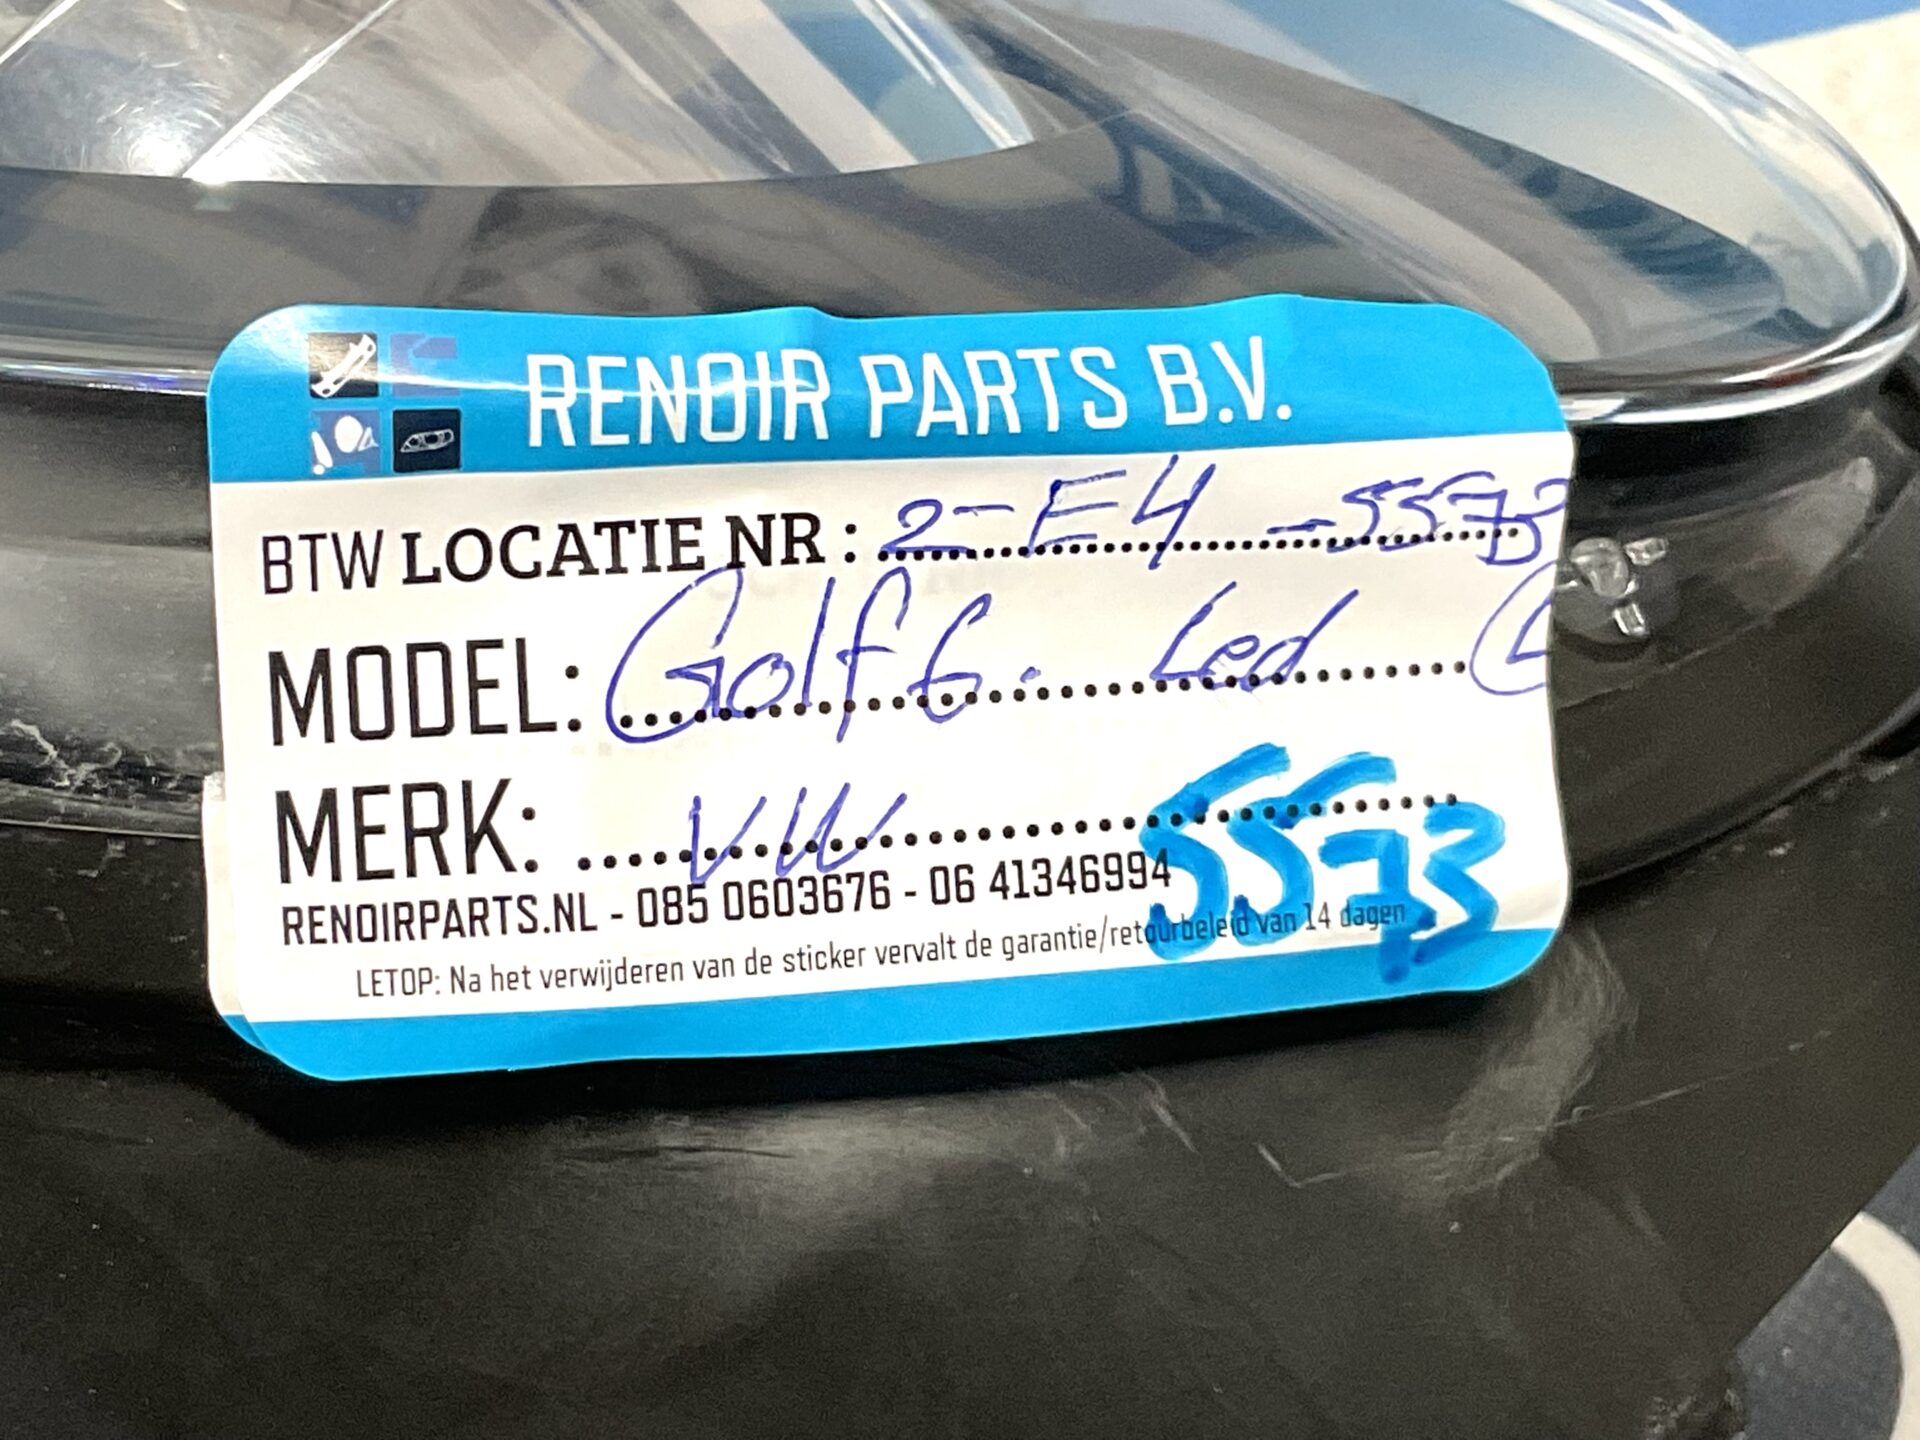 RENOIR PARTS B.V.
BTW LOCATIE NR : 2-E4 - 5573
MODEL: Golf 6. Led L
MERK: VW
5573
RENOIRPARTS.NL - 085 0603676 - 06 41346994
LETOP: Na het verwijderen van de sticker vervalt de garantie/retourbeleid van 14 dagen